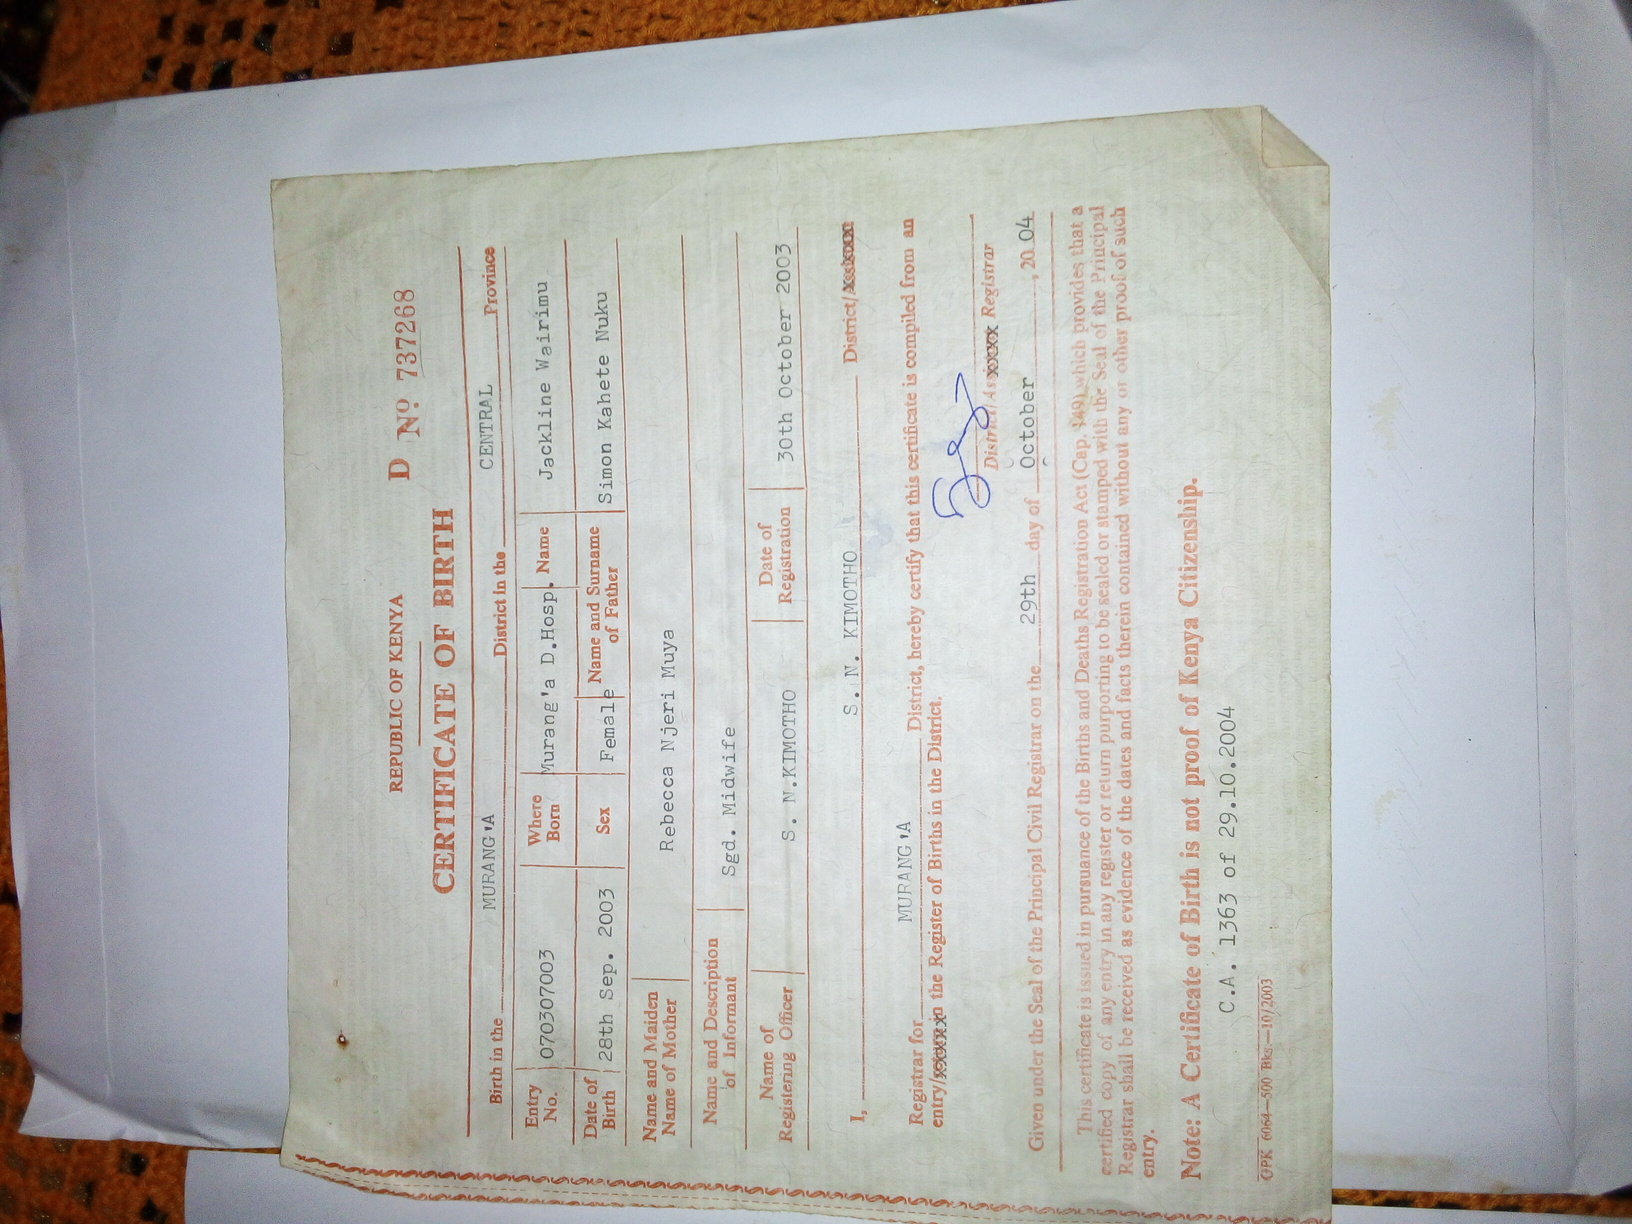 REPUBLIC OF KENYA
D Nº 737268
CERTIFICATE OF BIRTH
Birth in the MURANG'A District in the CENTRAL Province
Entry No. 070307003 Where Born Murang'a D.Hosp. Name Jackline Wairimu
Date of Birth 28th Sep. 2003 Sex Female Name and Surname of Father Simon Kahete Nuku
Name and Maiden Name of Mother Rebecca Njeri Muya
Name and Description of Informant Sgd. Midwife
Name of Registering Officer S. N.KIMOTHO Date of Registration 30th October 2003
I, S. N. KIMOTHO District/Assistant
Registrar for MURANG'A District, hereby certify that this certificate is compiled from an
entry/return in the Register of Births in the District.
District/Assistant Registrar
Given under the Seal of the Principal Civil Registrar on the 29th day of October, 20 04
This certificate is issued in pursuance of the Births and Deaths Registration Act (Cap. 149) which provides that a
certified copy of any entry in any register or return purporting to be sealed or stamped with the Seal of the Principal
Registrar shall be received as evidence of the dates and facts therein contained without any or other proof of such
entry.
Note: A Certificate of Birth is not proof of Kenya Citizenship.
C.A. 1363 of 29.10.2004
GPK 6064—500 Bks.—10/2003